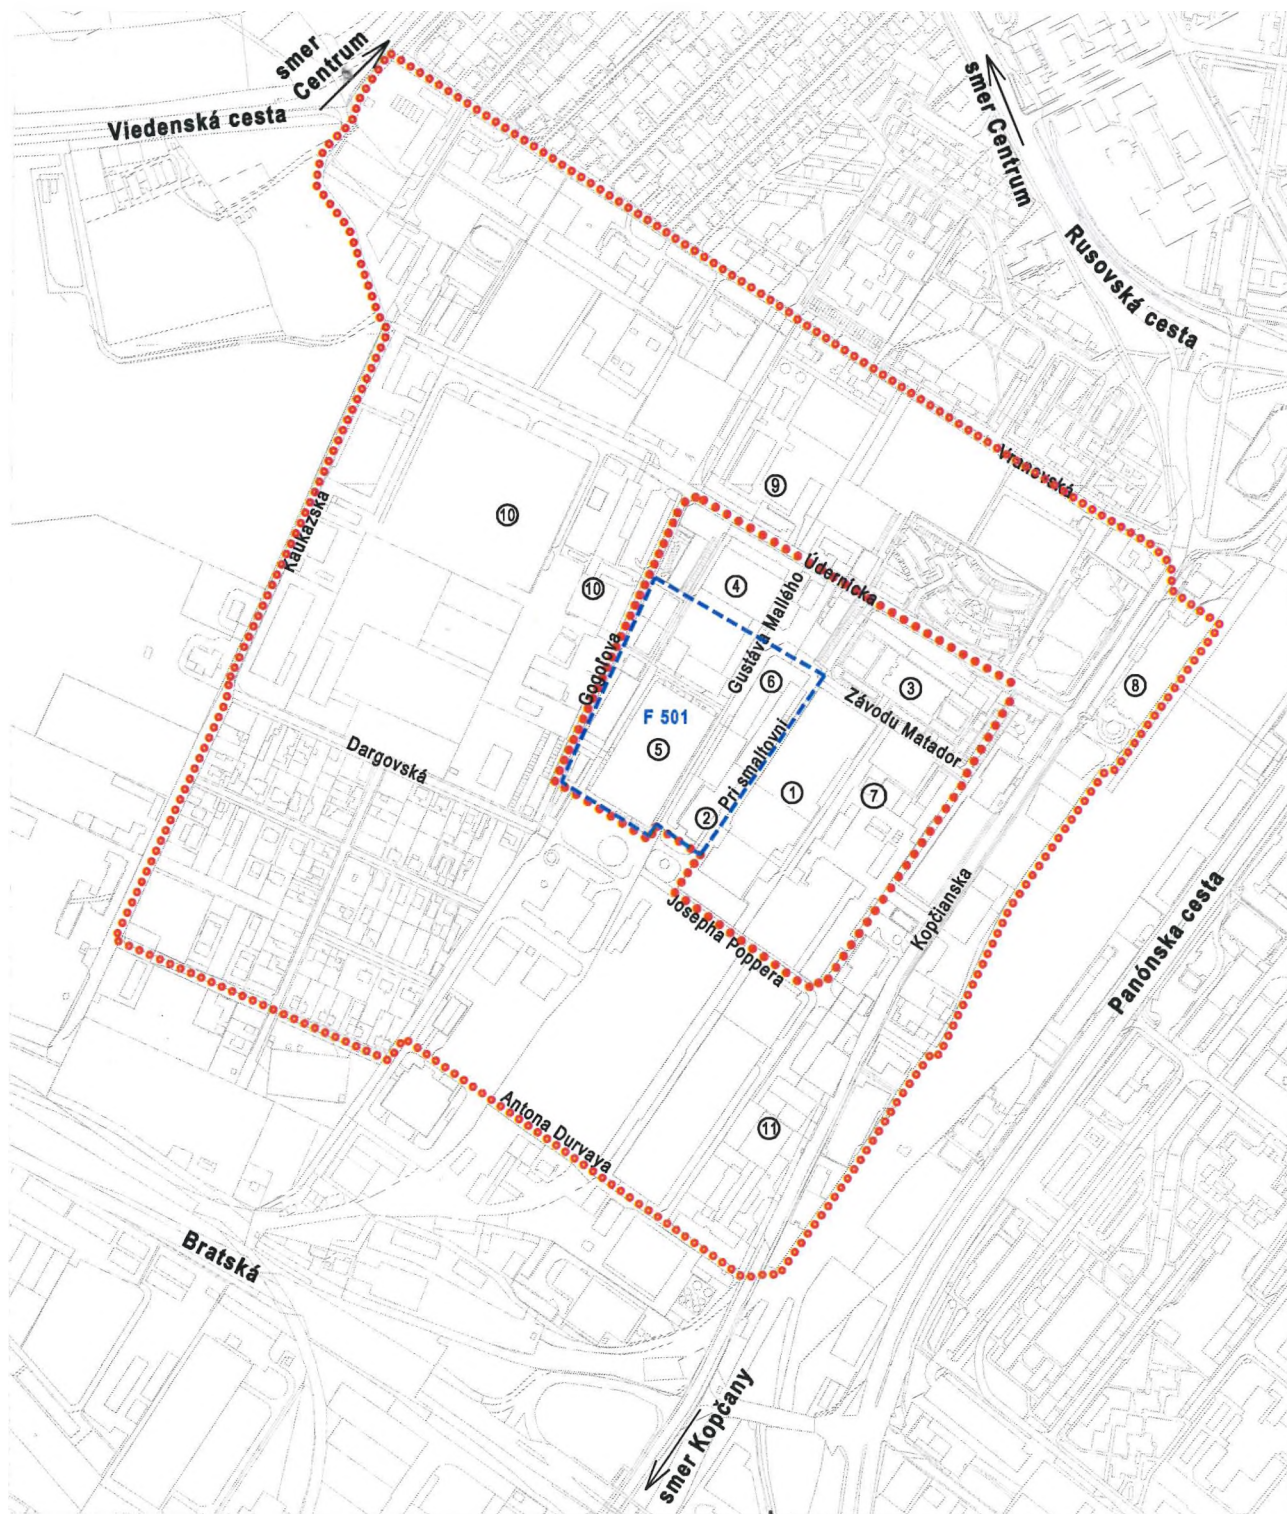 smer
Centrum
Viedenská cesta
smer Centrum
Rusovská cesta
Vranovská
Kaukazská
9
10
Údernícka
4
10
Gustáva Mallého
Gogoľova
6
3
8
F 501
Závodu Matador
5
Dargovská
Pri smaltovni
1
7
2
Kopčianska
Josepha Poppera
Panónska cesta
Antona Durvaya
11
Bratská
smer Kopčany